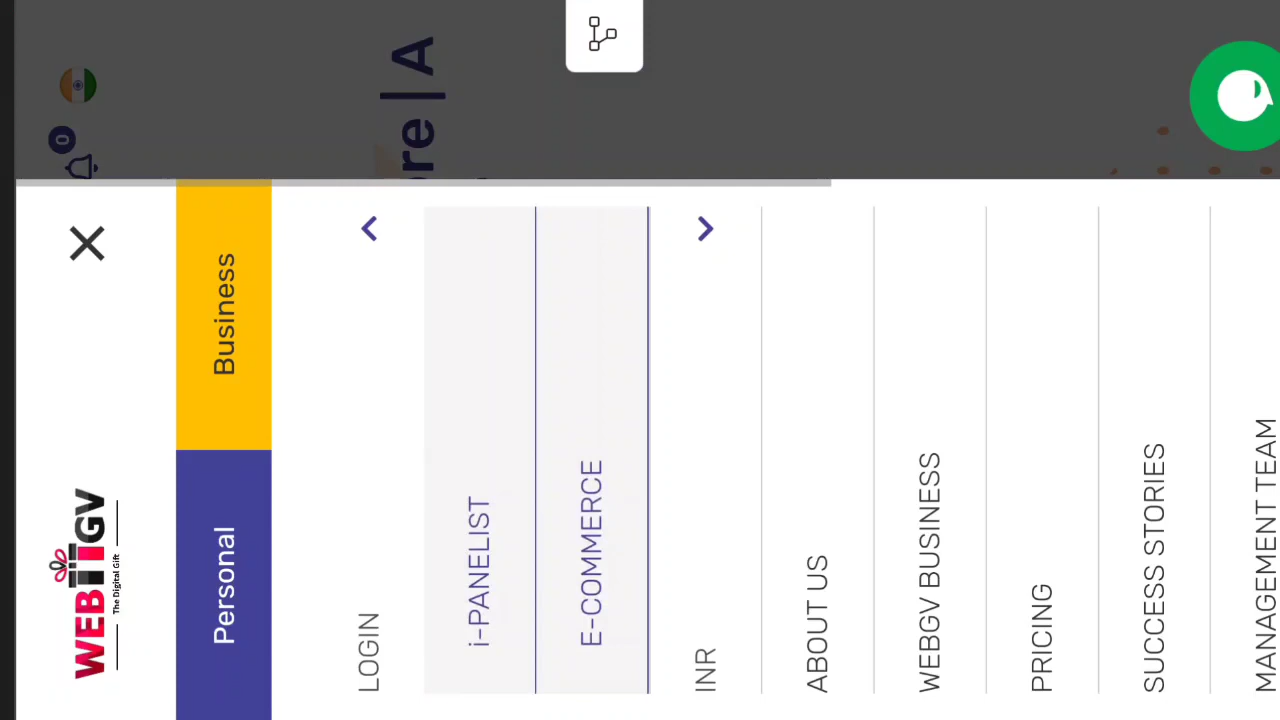 0
re | A
WEBGV
The Digital Gift
Personal
Business
LOGIN
i-PANELIST
E-COMMERCE
INR
ABOUT US
WEBGV BUSINESS
PRICING
SUCCESS STORIES
MANAGEMENT TEAM